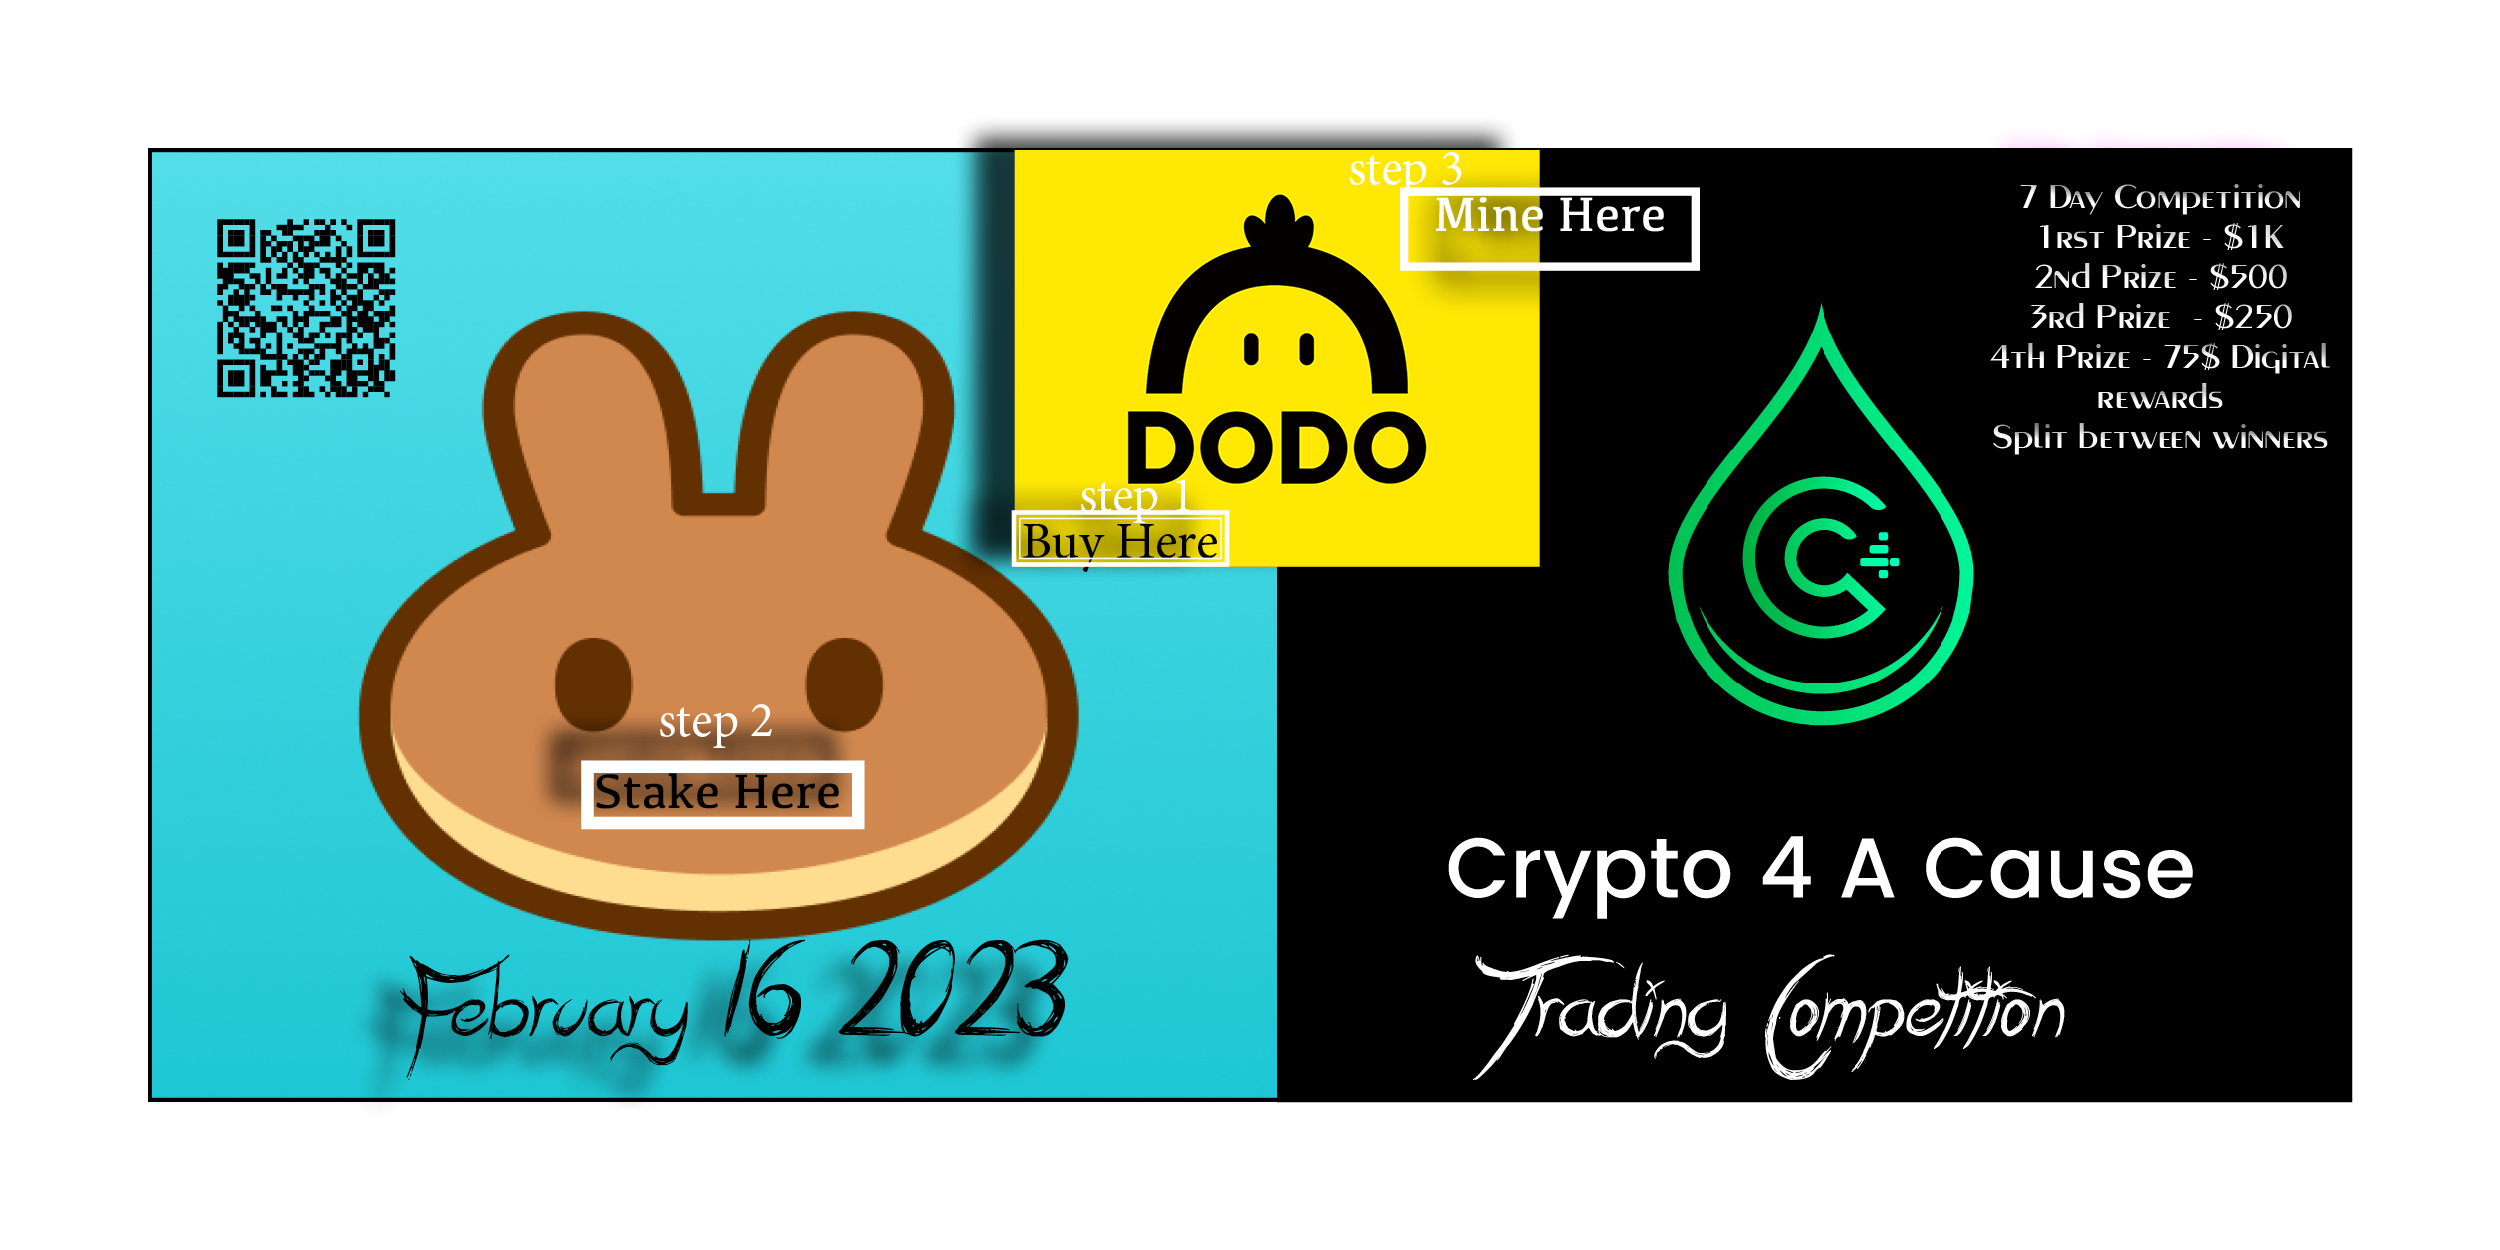 step 3
Mine Here
7 Day Competition
1rst Prize - $1K
2nd Prize - $500
3rd Prize - $250
4th Prize - 75$ Digital
rewards
Split between winners
DODO
step 1
Buy Here
step 2
Stake Here
Crypto 4 A Cause
February 16 2023
Trading Competition